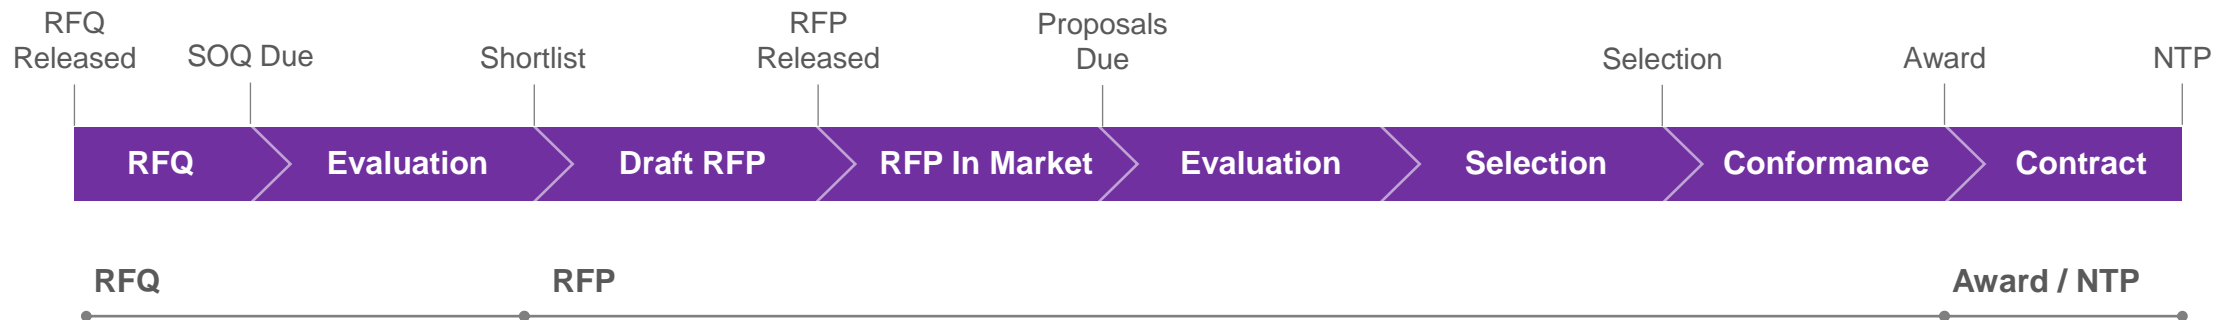 RFQ
Released
SOQ Due
Shortlist
RFP
Released
Proposals
Due
Selection
Award
NTP
RFQ
Evaluation
Draft RFP
RFP In Market
Evaluation
Selection
Conformance
Contract
RFQ
RFP
Award / NTP